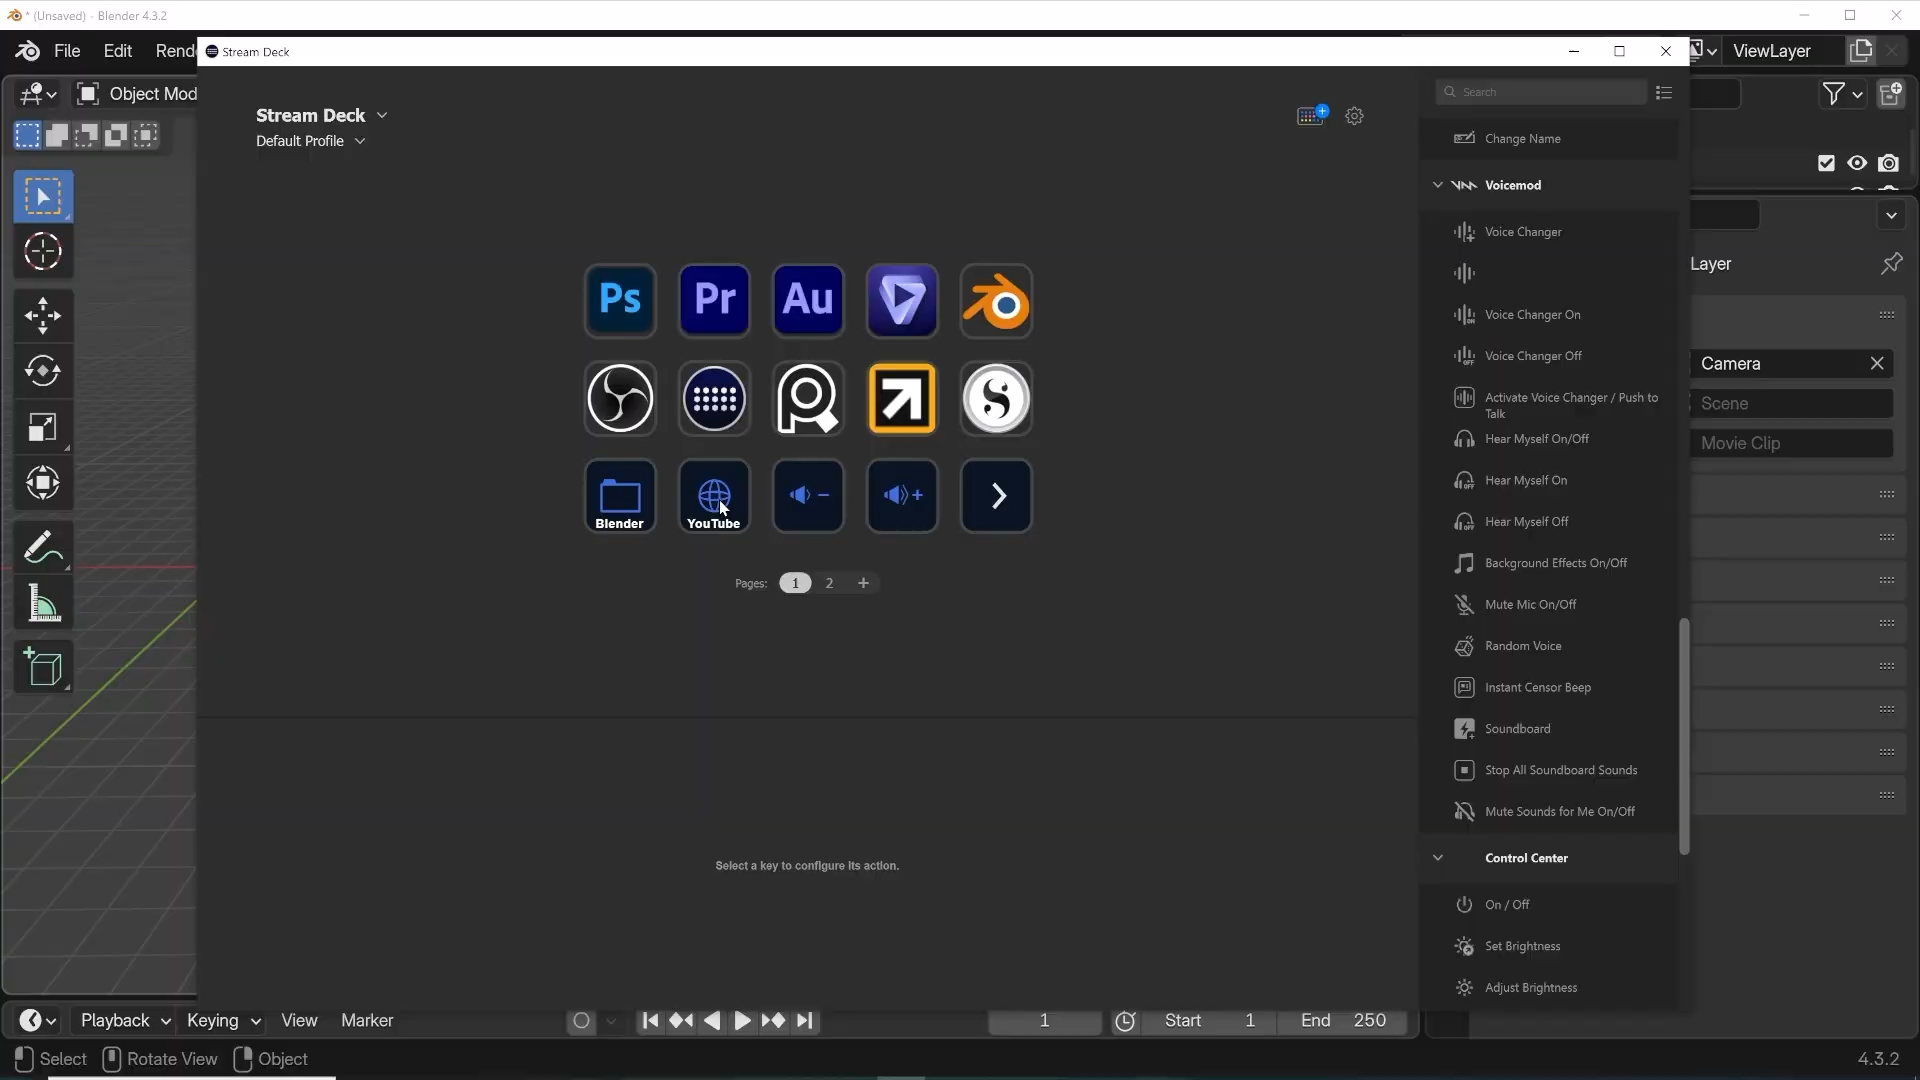 * (Unsaved) - Blender 4.3.2
File Edit Rend
ViewLayer
Stream Deck
Object Mod
Stream Deck
Default Profile
Search
Change Name
Voicemod
Voice Changer
Voice Changer On
Voice Changer Off
Activate Voice Changer / Push to
Talk
Hear Myself On/Off
Hear Myself On
Hear Myself Off
Background Effects On/Off
Mute Mic On/Off
Random Voice
Instant Censor Beep
Soundboard
Stop All Soundboard Sounds
Mute Sounds for Me On/Off
Control Center
On / Off
Set Brightness
Adjust Brightness
Ps Pr Au
Blender YouTube
Pages: 1 2 +
Select a key to configure its action.
Layer
Camera
Scene
Movie Clip
Playback Keying View Marker
1 Start 1 End 250
Select Rotate View Object
4.3.2